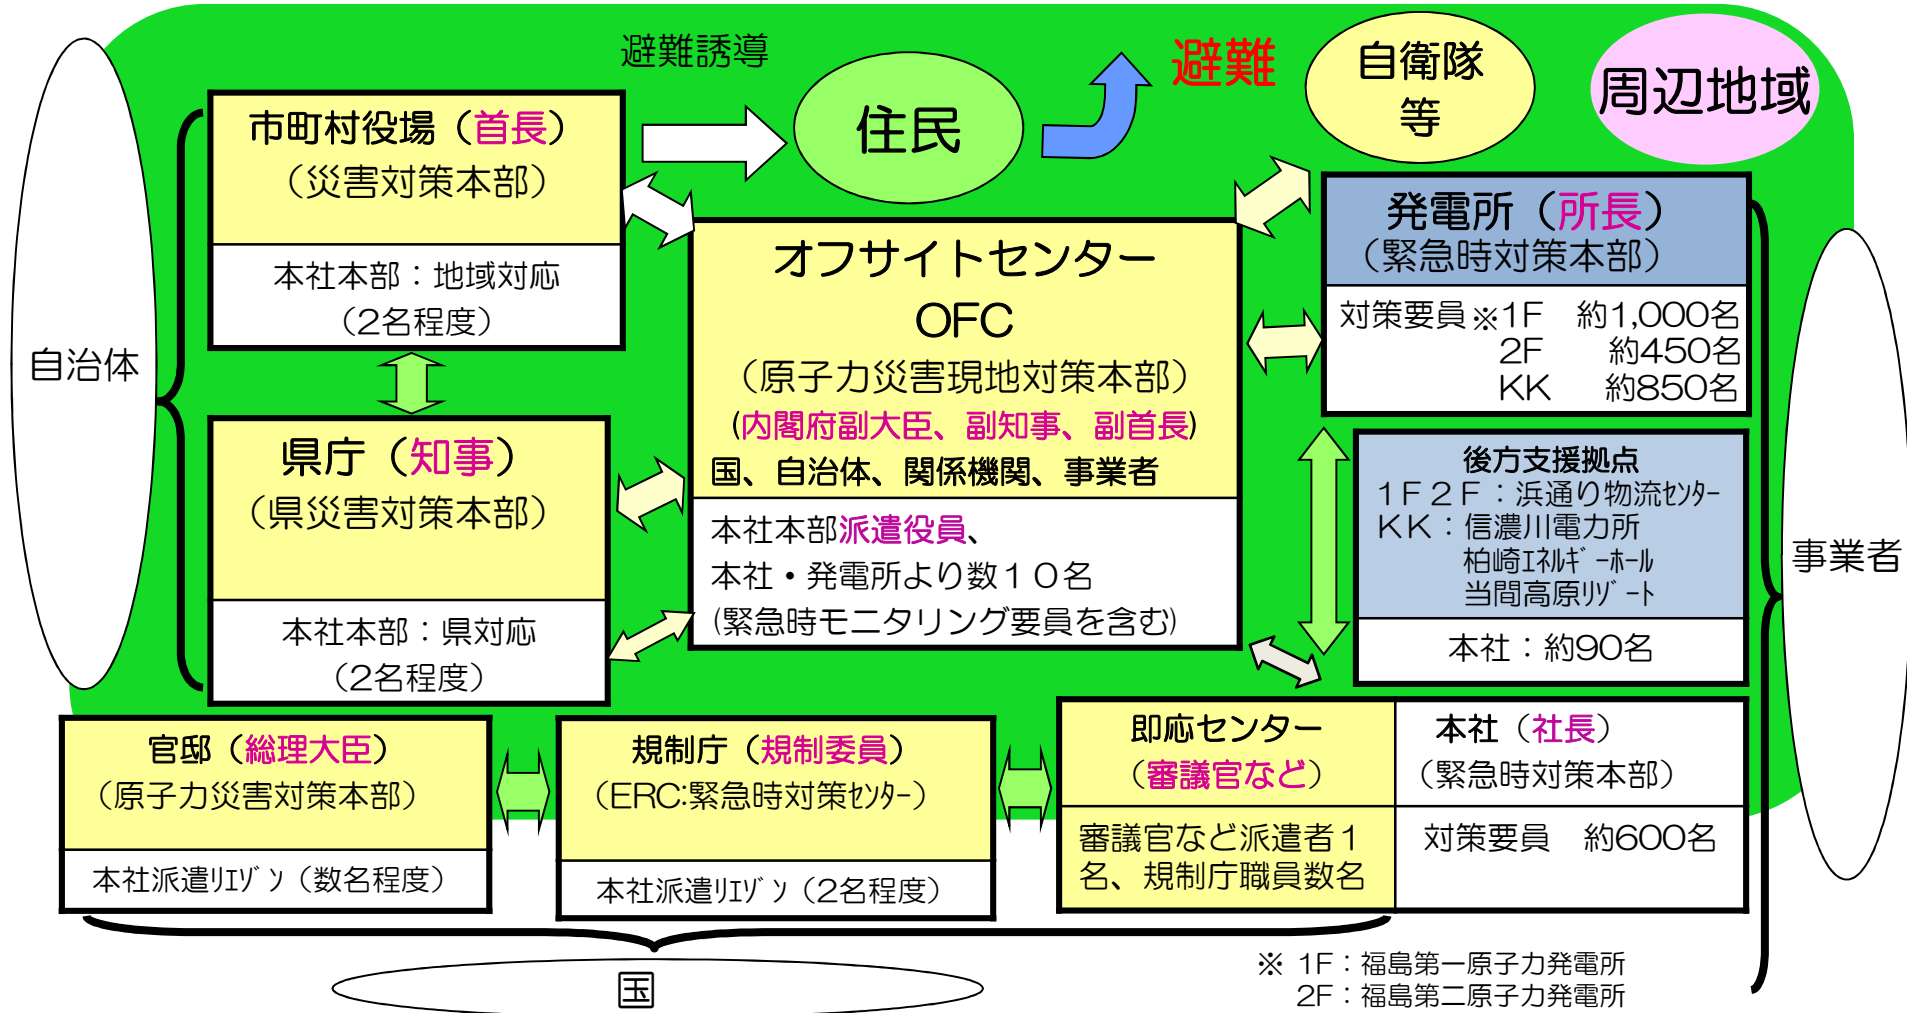 避難誘導
住民
避難
自衛隊
等
周辺地域
自治体
市町村役場（首長）
（災害対策本部）
本社本部：地域対応
（2名程度）
県庁（知事）
（県災害対策本部）
本社本部：県対応
（2名程度）
オフサイトセンター
OFC
（原子力災害現地対策本部）
(内閣府副大臣、副知事、副首長)
国、自治体、関係機関、事業者
本社本部派遣役員、
本社・発電所より数１０名
(緊急時モニタリング要員を含む)
発電所（所長）
（緊急時対策本部）
対策要員※1F　約1,000名
2F　約450名
KK　約850名
後方支援拠点
１Ｆ２Ｆ：浜通り物流ｾﾝﾀｰ
ＫＫ：信濃川電力所
柏崎ｴﾈﾙｷﾞｰﾎｰﾙ
当間高原ﾘｿﾞｰﾄ
本社：約90名
事業者
官邸（総理大臣）
（原子力災害対策本部）
本社派遣ﾘｴｿﾞﾝ（数名程度）
規制庁（規制委員）
（ERC:緊急時対策ｾﾝﾀｰ）
本社派遣ﾘｴｿﾞﾝ（2名程度）
即応センター
（審議官など）
審議官など派遣者１
名、規制庁職員数名
本社（社長）
（緊急時対策本部）
対策要員　約600名
国
※ 1F：福島第一原子力発電所
2F：福島第二原子力発電所